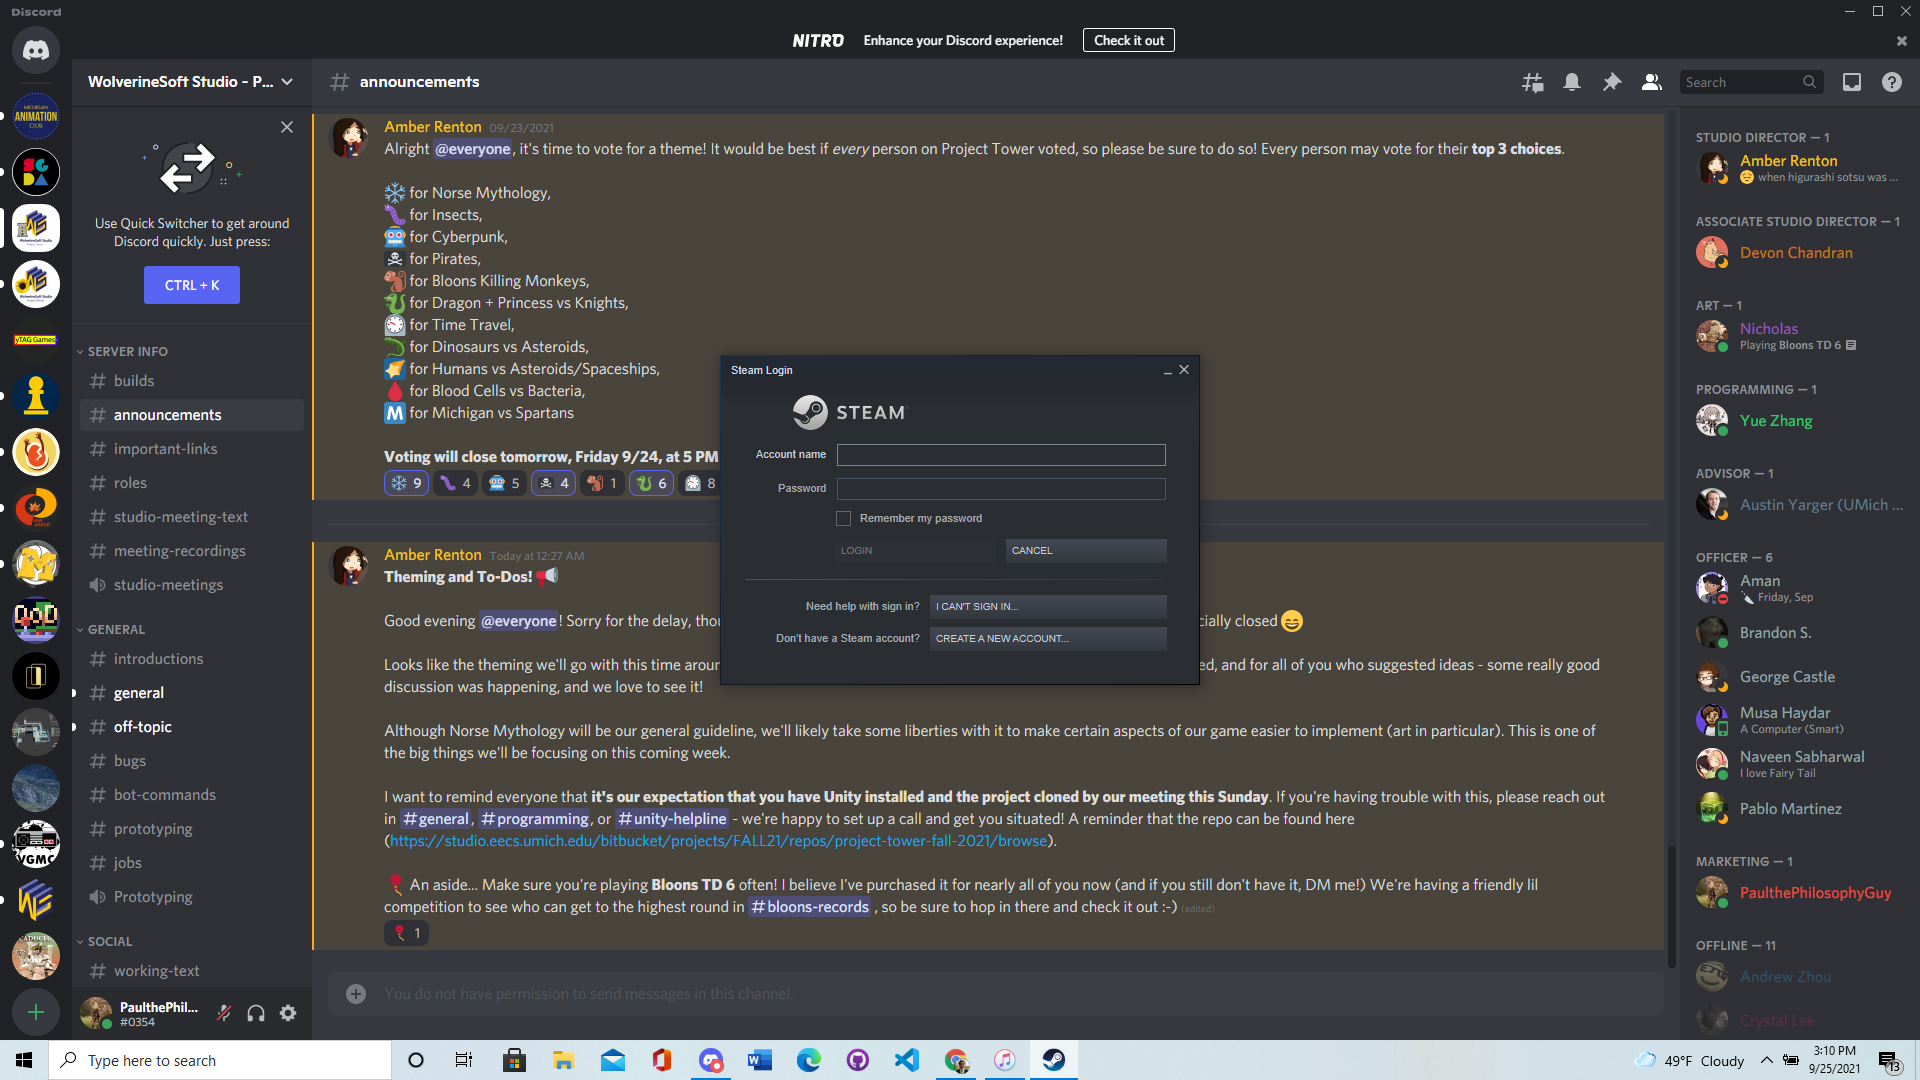 Discord
NITRO Enhance your Discord experience! Check it out
WolverineSoft Studio - P...
announcements
Search
MICHIGAN
ANIMATION
CLUB
yTAG Games
VGMC
Use Quick Switcher to get around
Discord quickly. Just press:
CTRL + K
SERVER INFO
builds
announcements
important-links
roles
studio-meeting-text
meeting-recordings
studio-meetings
GENERAL
introductions
general
off-topic
bugs
bot-commands
prototyping
jobs
Prototyping
SOCIAL
working-text
PaulthePhil...
#0354
Amber Renton 09/23/2021
Alright @everyone, it's time to vote for a theme! It would be best if every person on Project Tower voted, so please be sure to do so! Every person may vote for their top 3 choices.
for Norse Mythology,
for Insects,
for Cyberpunk,
for Pirates,
for Bloons Killing Monkeys,
for Dragon + Princess vs Knights,
for Time Travel,
for Dinosaurs vs Asteroids,
for Humans vs Asteroids/Spaceships,
for Blood Cells vs Bacteria,
M for Michigan vs Spartans
Voting will close tomorrow, Friday 9/24, at 5 PM
9 4 5 4 1 6 8
Amber Renton Today at 12:27 AM
Theming and To-Dos!
Good evening @everyone! Sorry for the delay, thou
cially closed
Looks like the theming we'll go with this time aroun
ed, and for all of you who suggested ideas - some really good
discussion was happening, and we love to see it!
Although Norse Mythology will be our general guideline, we'll likely take some liberties with it to make certain aspects of our game easier to implement (art in particular). This is one of
the big things we'll be focusing on this coming week.
I want to remind everyone that it's our expectation that you have Unity installed and the project cloned by our meeting this Sunday. If you're having trouble with this, please reach out
in #general, #programming, or #unity-helpline - we're happy to set up a call and get you situated! A reminder that the repo can be found here
(https://studio.eecs.umich.edu/bitbucket/projects/FALL21/repos/project-tower-fall-2021/browse).
An aside... Make sure you're playing Bloons TD 6 often! I believe I've purchased it for nearly all of you now (and if you still don't have it, DM me!) We're having a friendly lil
competition to see who can get to the highest round in #bloons-records , so be sure to hop in there and check it out :-) (edited)
1
You do not have permission to send messages in this channel.
Steam Login
STEAM
Account name
Password
Remember my password
LOGIN CANCEL
Need help with sign in? I CAN'T SIGN IN...
Don't have a Steam account? CREATE A NEW ACCOUNT...
STUDIO DIRECTOR — 1
Amber Renton
when higurashi sotsu was ...
ASSOCIATE STUDIO DIRECTOR — 1
Devon Chandran
ART — 1
Nicholas
Playing Bloons TD 6
PROGRAMMING — 1
Yue Zhang
ADVISOR — 1
Austin Yarger (UMich ...
OFFICER — 6
Aman
Friday, Sep
Brandon S.
George Castle
Musa Haydar
A Computer (Smart)
Naveen Sabharwal
I love Fairy Tail
Pablo Martinez
MARKETING — 1
PaulthePhilosophyGuy
OFFLINE — 11
Andrew Zhou
Crystal Lee
Type here to search
49°F Cloudy
3:10 PM
9/25/2021
13